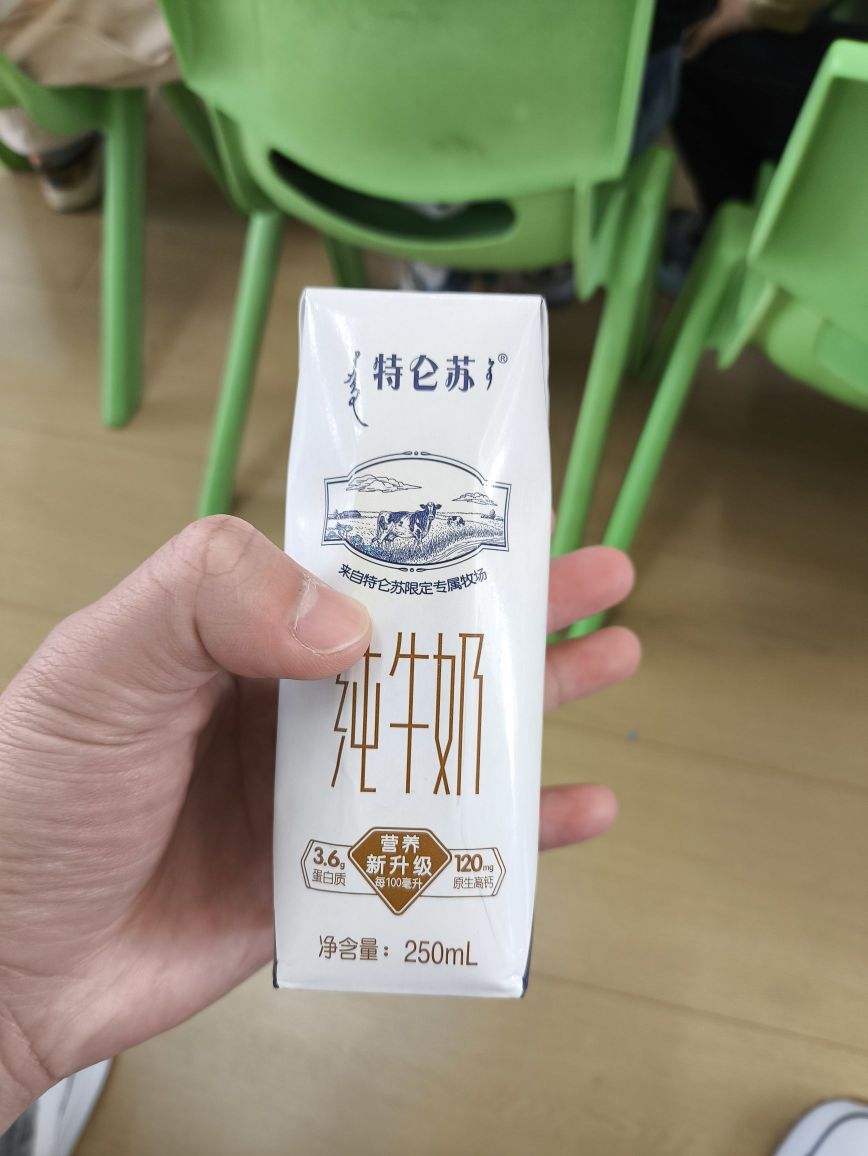 特仑苏®
来自特仑苏限定专属牧场
纯牛奶
3.6g
蛋白质
营养
新升级
每100毫升
120mg
原生高钙
净含量：250mL